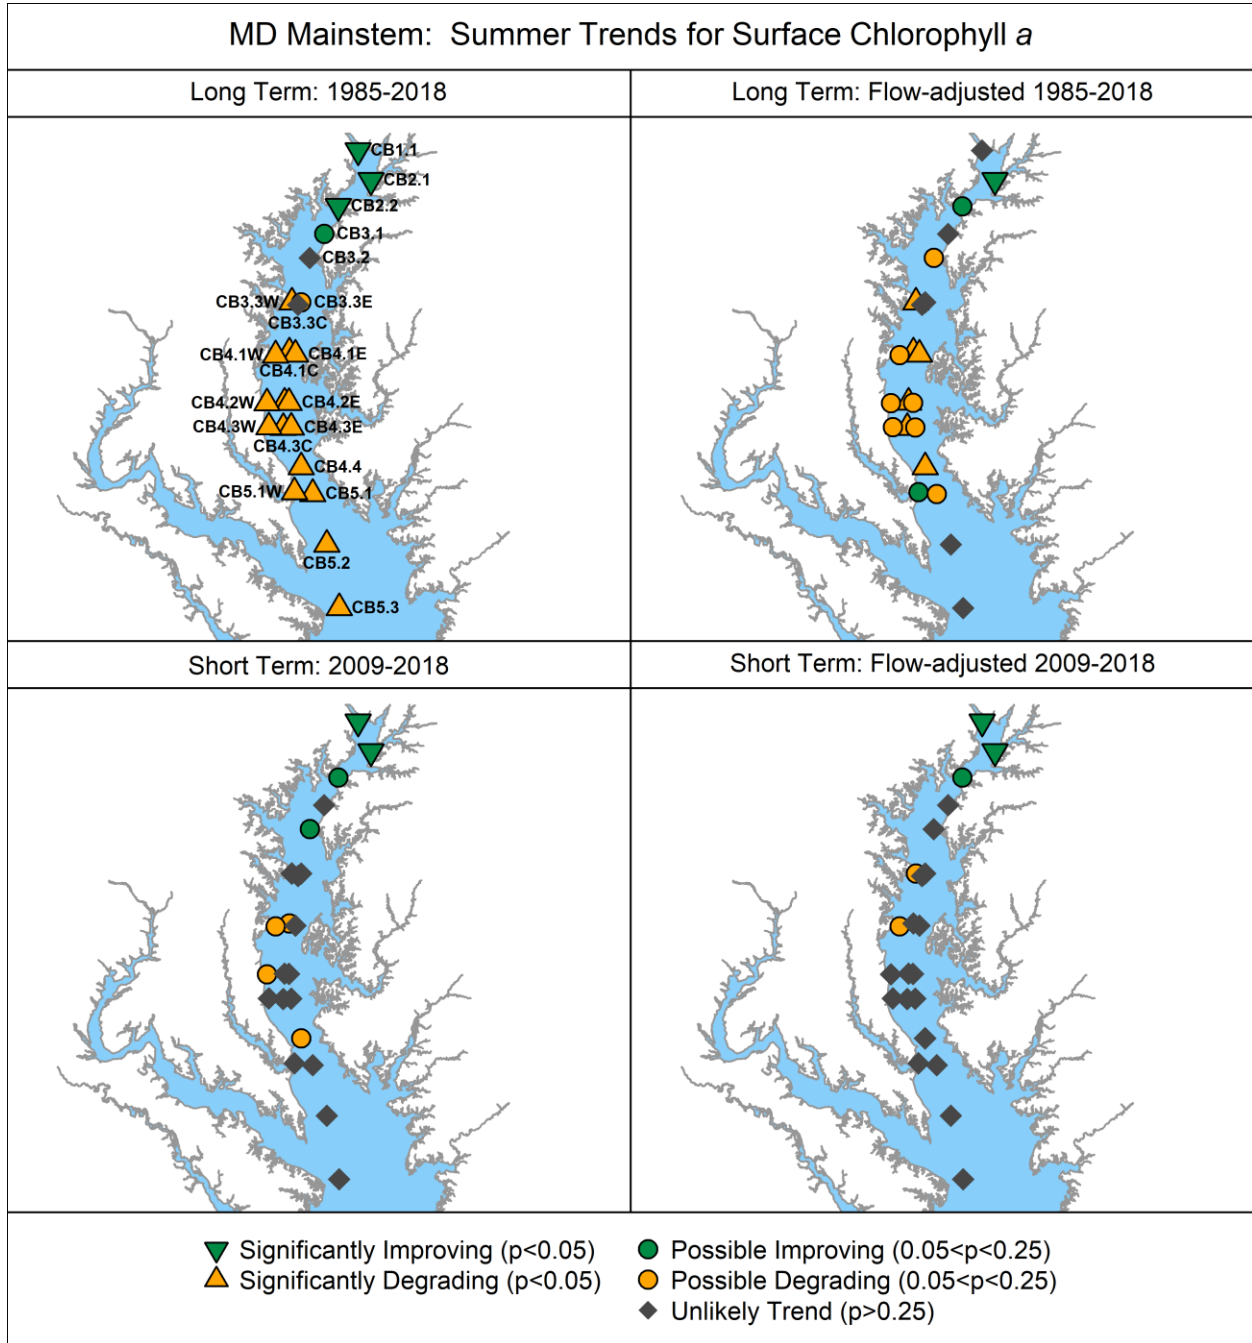 MD Mainstem: Summer Trends for Surface Chlorophyll a
Long Term: 1985-2018
Long Term: Flow-adjusted 1985-2018
CB1.1
CB2.1
CB2.2
CB3.1
CB3.2
CB3.3W
CB3.3E
CB3.3C
CB4.1W
CB4.1E
CB4.1C
CB4.2W
CB4.2E
CB4.3W
CB4.3E
CB4.3C
CB4.4
CB5.1W
CB5.1
CB5.2
CB5.3
Short Term: 2009-2018
Short Term: Flow-adjusted 2009-2018
Significantly Improving (p<0.05)
Significantly Degrading (p<0.05)
Possible Improving (0.05<p<0.25)
Possible Degrading (0.05<p<0.25)
Unlikely Trend (p>0.25)